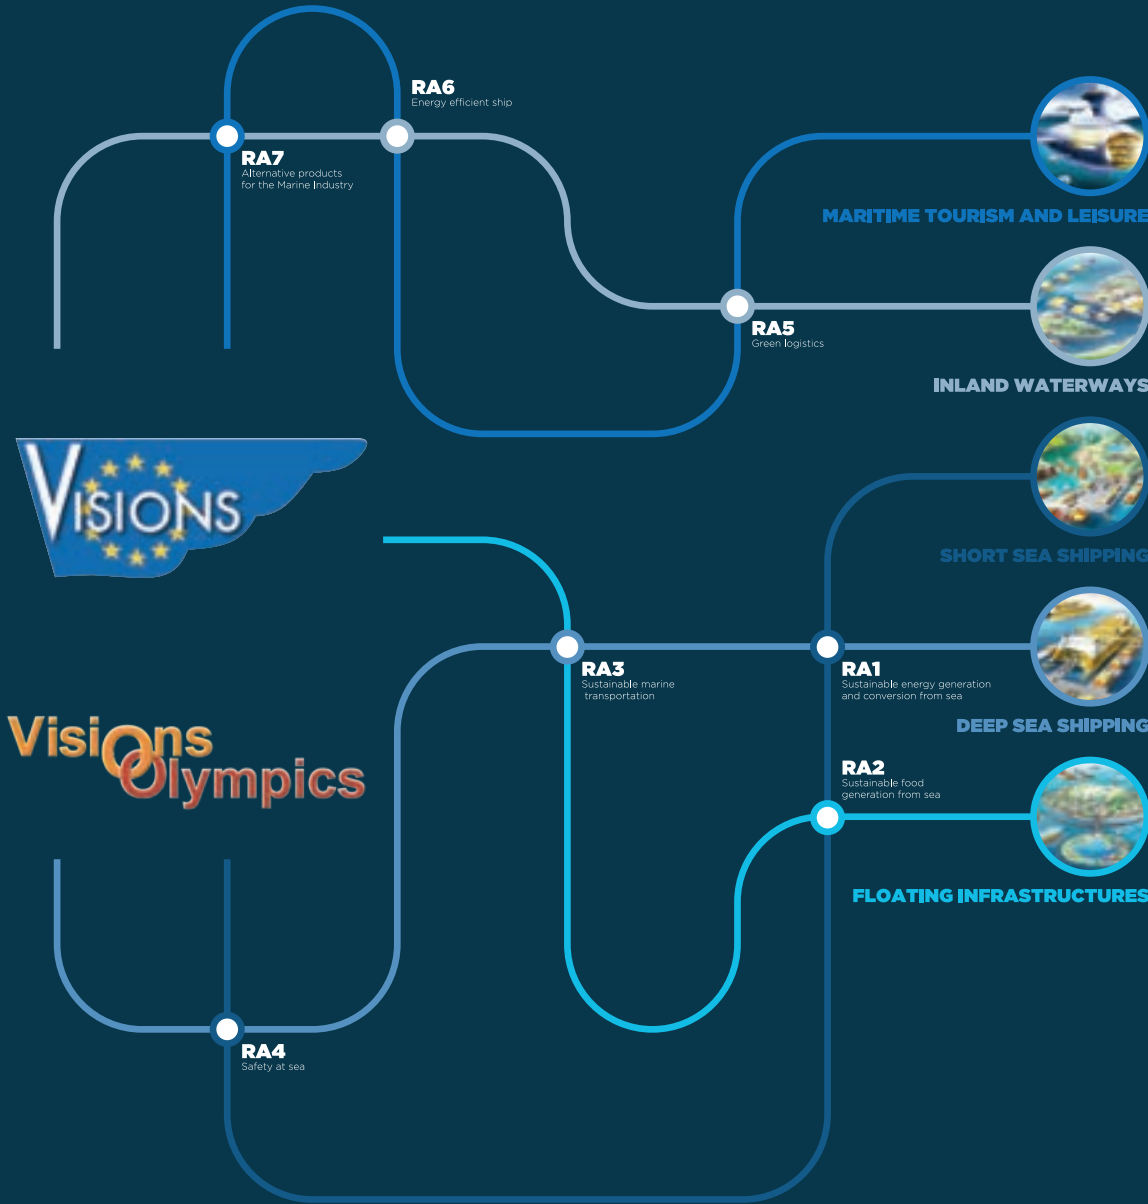 RA6
Energy efficient ship
RA7
Alternative products
for the Marine Industry
MARITIME TOURISM AND LEISURE
RA5
Green logistics
INLAND WATERWAYS
VISIONS
SHORT SEA SHIPPING
RA3
Sustainable marine
transportation
RA1
Sustainable energy generation
and conversion from sea
DEEP SEA SHIPPING
Visions
Olympics
RA2
Sustainable food
generation from sea
FLOATING INFRASTRUCTURES
RA4
Safety at sea